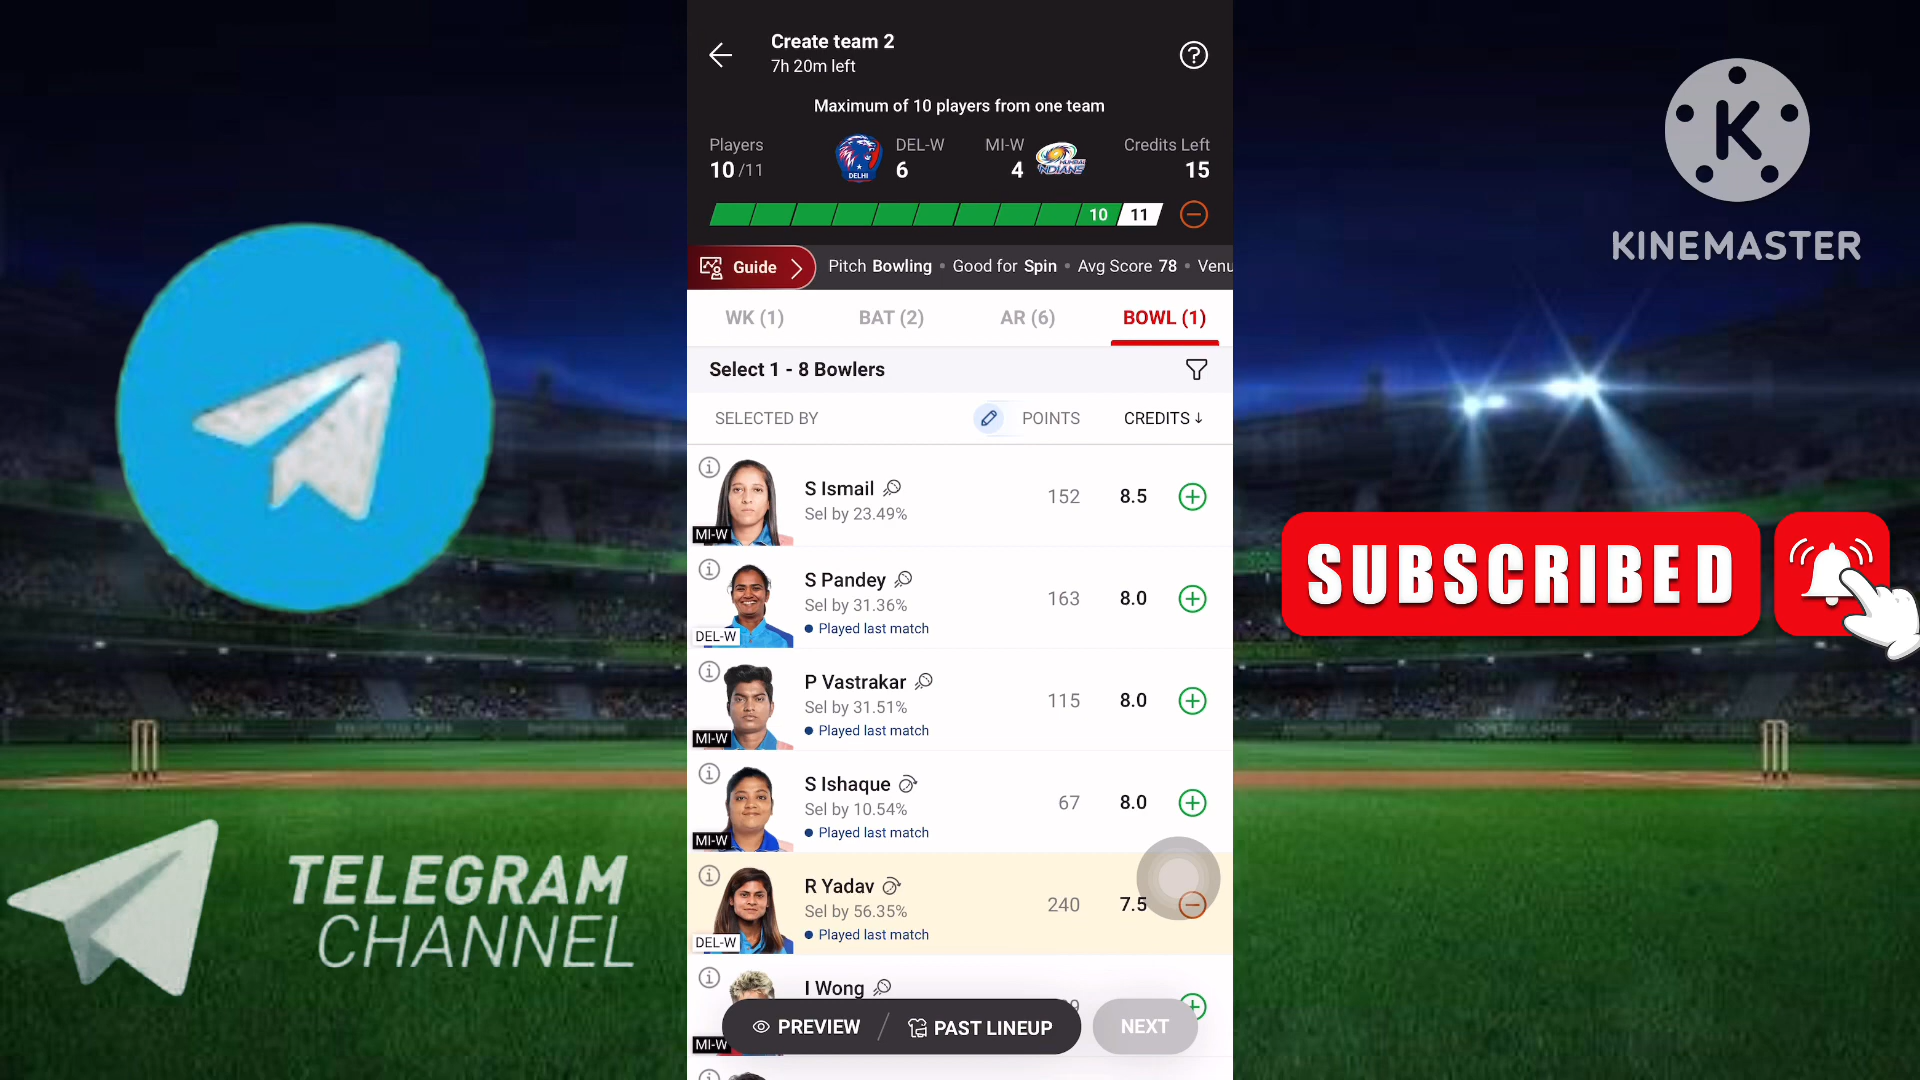 Create team 2
7h 20m left
Maximum of 10 players from one team
Players
10/11
DELHI
DEL-W
6
MI-W
4
MUMBAI
INDIANS
Credits Left
15
10
11
Guide
Pitch Bowling • Good for Spin • Avg Score 78 • Venu
WK (1)
BAT (2)
AR (6)
BOWL (1)
Select 1 - 8 Bowlers
SELECTED BY
POINTS
CREDITS↓
S Ismail
Sel by 23.49%
MI-W
152
8.5
S Pandey
Sel by 31.36%
Played last match
DEL-W
163
8.0
P Vastrakar
Sel by 31.51%
Played last match
MI-W
115
8.0
S Ishaque
Sel by 10.54%
Played last match
MI-W
67
8.0
R Yadav
Sel by 56.35%
Played last match
DEL-W
240
7.5
I Wong
MI-W
PREVIEW
PAST LINEUP
NEXT
TELEGRAM
CHANNEL
K
KINEMASTER
SUBSCRIBED